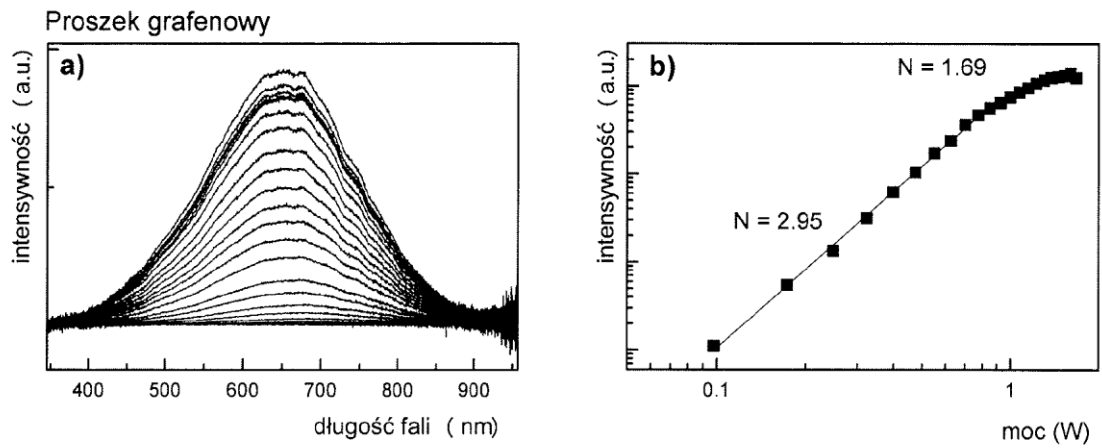 Proszek grafenowy
a)
intensywność ( a.u.)
400 500 600 700 800 900
długość fali ( nm)
b)
N = 1.69
N = 2.95
intensywność ( a.u.)
0.1 1
moc (W)